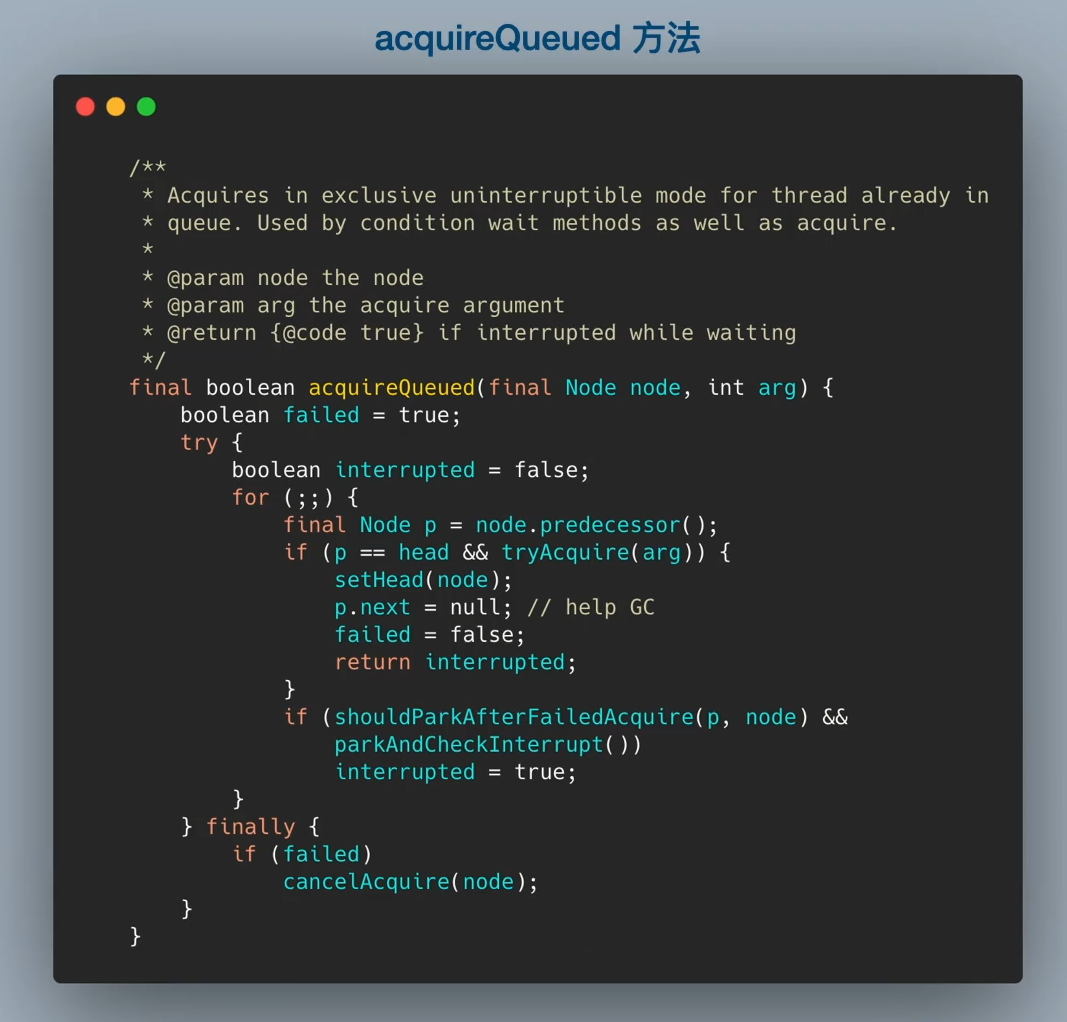 acquireQueued 方法
/**
 * Acquires in exclusive uninterruptible mode for thread already in
 * queue. Used by condition wait methods as well as acquire.
 *
 * @param node the node
 * @param arg the acquire argument
 * @return {@code true} if interrupted while waiting
 */
final boolean acquireQueued(final Node node, int arg) {
    boolean failed = true;
    try {
        boolean interrupted = false;
        for (;;) {
            final Node p = node.predecessor();
            if (p == head && tryAcquire(arg)) {
                setHead(node);
                p.next = null; // help GC
                failed = false;
                return interrupted;
            }
            if (shouldParkAfterFailedAcquire(p, node) &&
                parkAndCheckInterrupt())
                interrupted = true;
        }
    } finally {
        if (failed)
            cancelAcquire(node);
    }
}